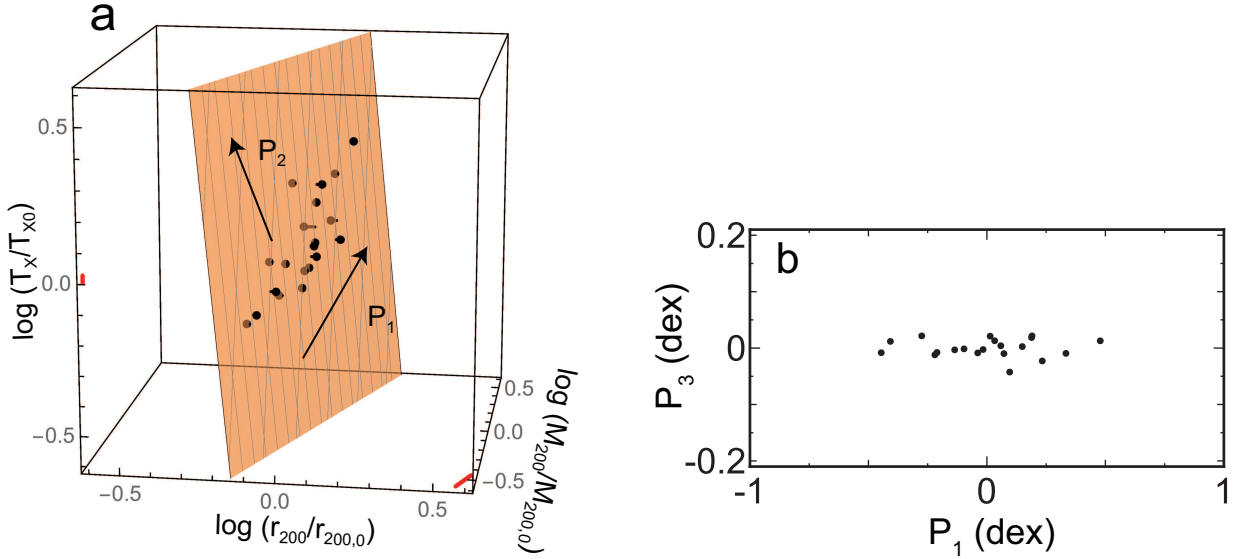 a
0.5
0.0
−0.5
log (T_X/T_X0)
P_2
P_1
−0.5
0.0
0.5
log (r_200/r_200,0)
0.5
0.0
−0.5
log (M_200/M_200,0)
b
0.2
0
-0.2
P_3 (dex)
-1
0
1
P_1 (dex)